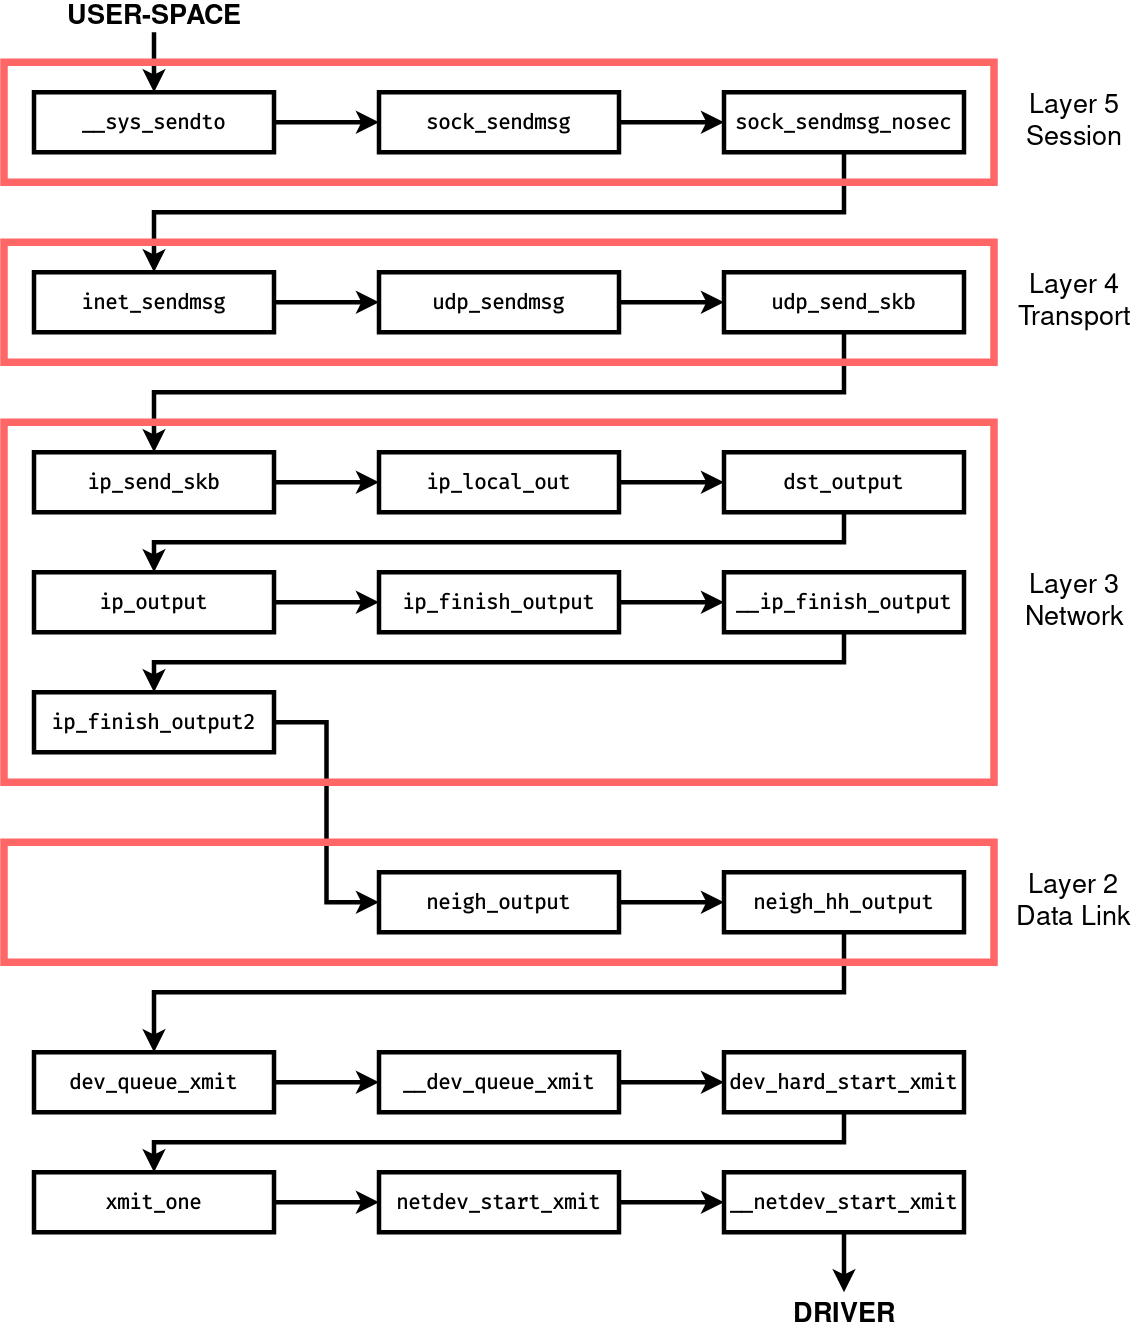 USER-SPACE
__sys_sendto
sock_sendmsg
sock_sendmsg_nosec
Layer 5
Session
inet_sendmsg
udp_sendmsg
udp_send_skb
Layer 4
Transport
ip_send_skb
ip_local_out
dst_output
ip_output
ip_finish_output
__ip_finish_output
ip_finish_output2
Layer 3
Network
neigh_output
neigh_hh_output
Layer 2
Data Link
dev_queue_xmit
__dev_queue_xmit
dev_hard_start_xmit
xmit_one
netdev_start_xmit
__netdev_start_xmit
DRIVER